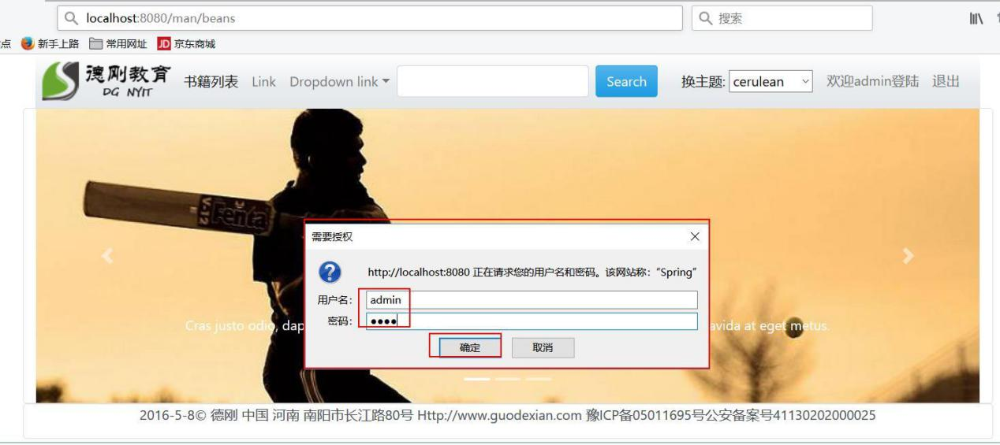 localhost:8080/man/beans
搜索
点 新手上路 常用网址 JD 京东商城
德刚教育
DG NYIT
书籍列表 Link Dropdown link Search 换主题: cerulean 欢迎admin登陆 退出
V-12 Fenta
需要授权
http://localhost:8080 正在请求您的用户名和密码。该网站称:“Spring”
用户名: admin
密码: ●●●●
Cras justo odio, dap avida at eget metus.
确定 取消
2016-5-8© 德刚 中国 河南 南阳市长江路80号 Http://www.guodexian.com 豫ICP备05011695号公安备案号41130202000025